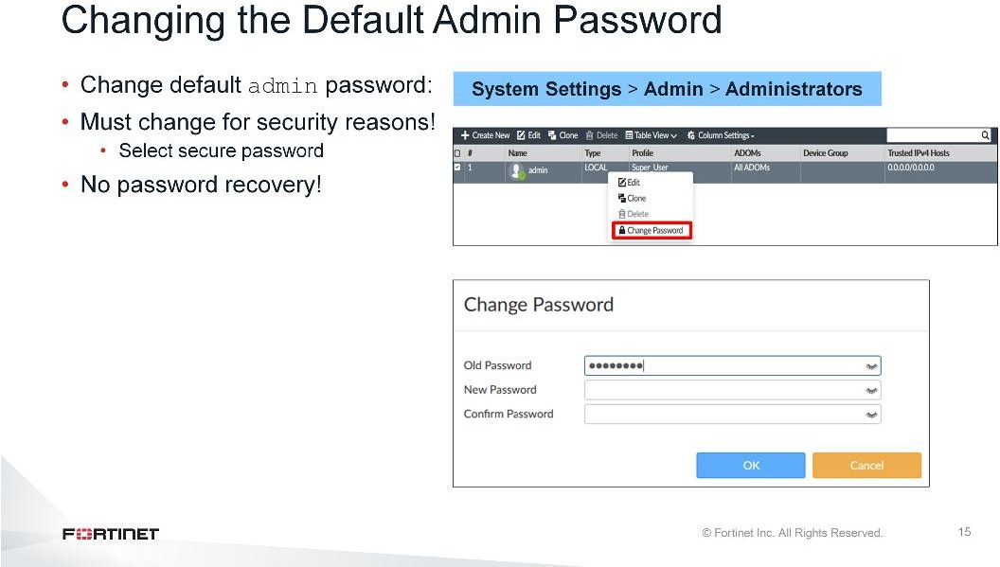 Changing the Default Admin Password
• Change default admin password:
• Must change for security reasons!
• Select secure password
• No password recovery!
System Settings > Admin > Administrators
Create New Edit Clone Delete Table View Column Settings
# Name Type Profile ADOMs Device Group Trusted IPv4 Hosts
1 admin LOCAL Super_User All ADOMs 0.0.0.0/0.0.0.0
Edit
Clone
Delete
Change Password
Change Password
Old Password ●●●●●●●●
New Password
Confirm Password
OK Cancel
FORTINET
© Fortinet Inc. All Rights Reserved.
15